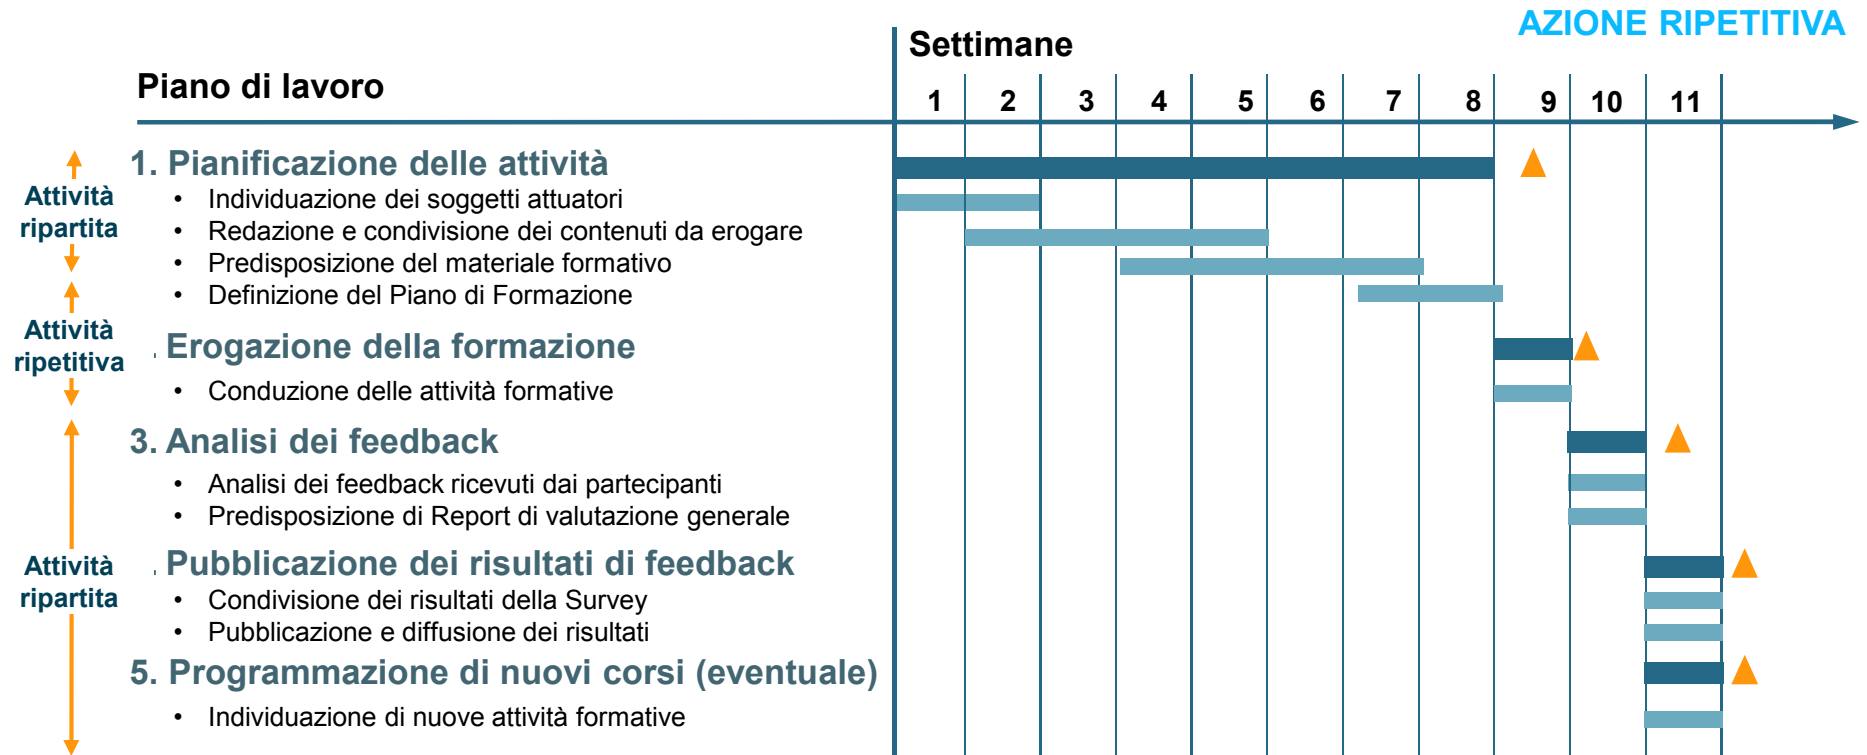 AZIONE RIPETITIVA
Settimane
Piano di lavoro
1 2 3 4 5 6 7 8 9 10 11
1. Pianificazione delle attività
Attività
ripartita
• Individuazione dei soggetti attuatori
• Redazione e condivisione dei contenuti da erogare
• Predisposizione del materiale formativo
• Definizione del Piano di Formazione
Attività
ripetitiva
. Erogazione della formazione
• Conduzione delle attività formative
3. Analisi dei feedback
• Analisi dei feedback ricevuti dai partecipanti
• Predisposizione di Report di valutazione generale
Attività
ripartita
. Pubblicazione dei risultati di feedback
• Condivisione dei risultati della Survey
• Pubblicazione e diffusione dei risultati
5. Programmazione di nuovi corsi (eventuale)
• Individuazione di nuove attività formative